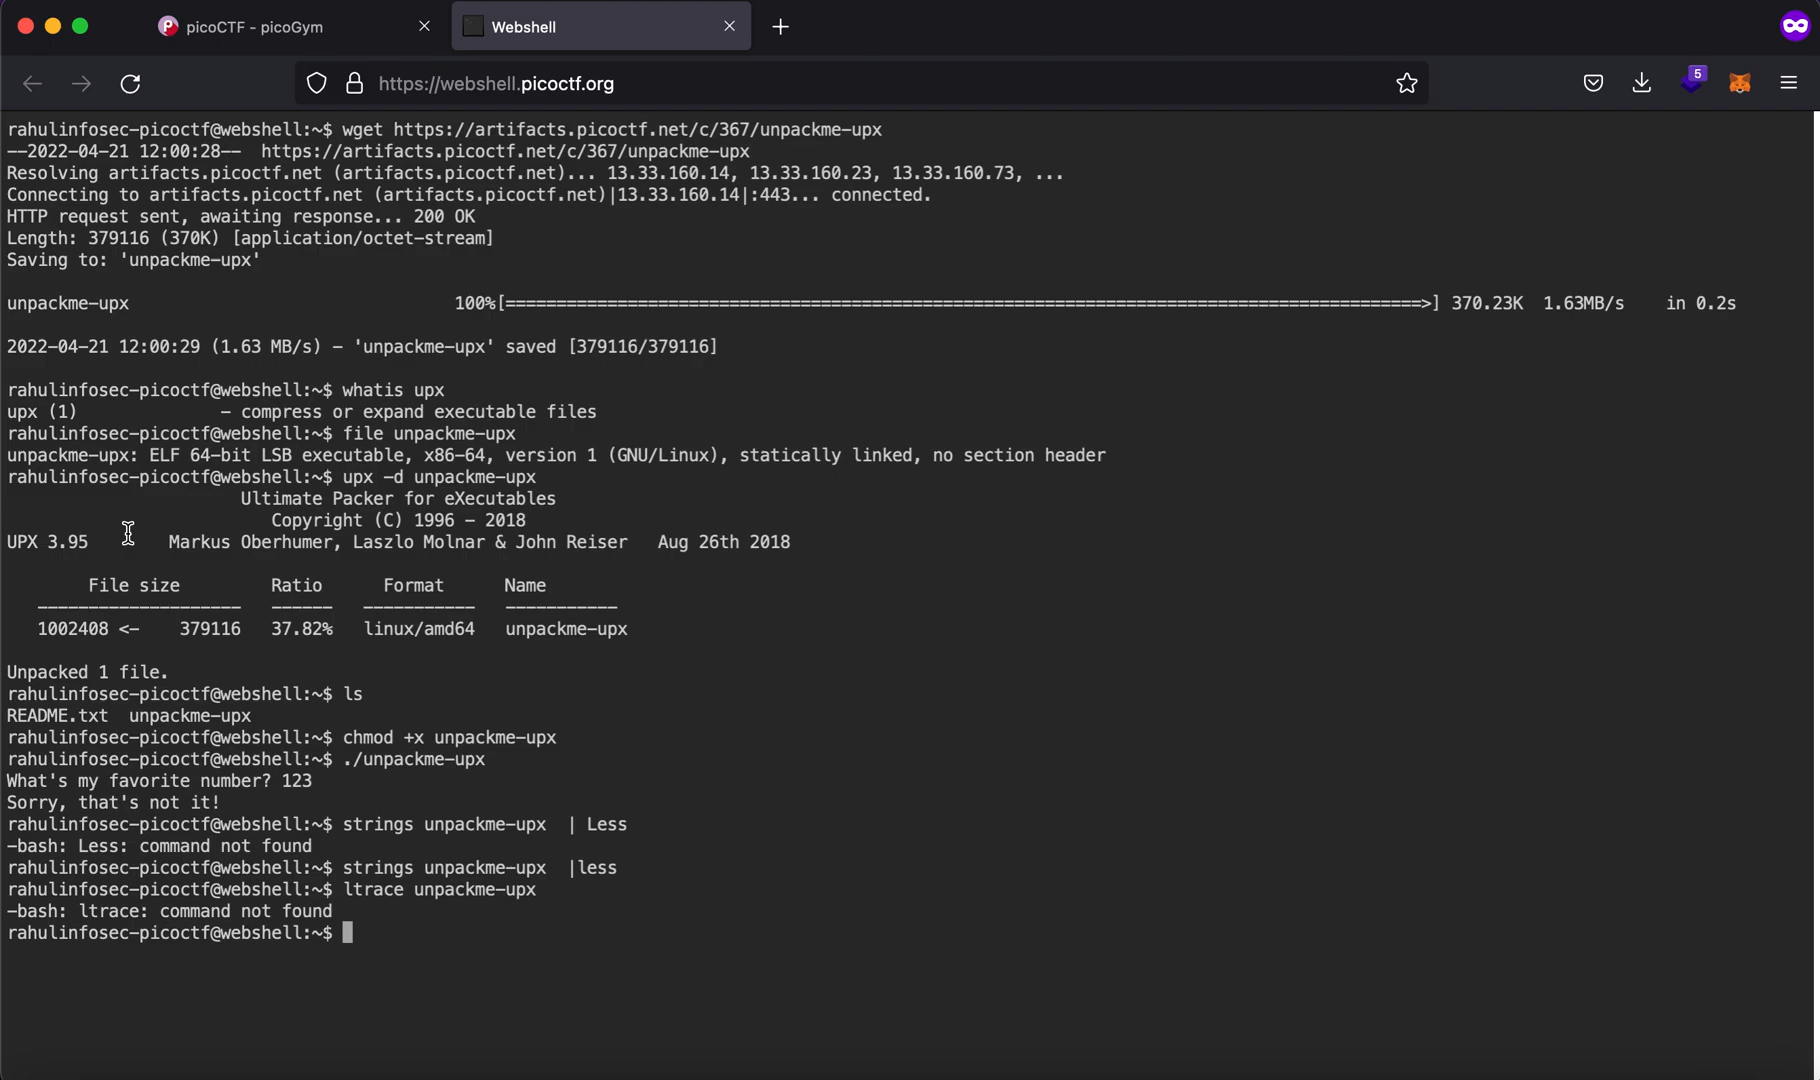 picoCTF - picoGym
Webshell
https://webshell.picoctf.org
5
rahulinfosec-picoctf@webshell:~$ wget https://artifacts.picoctf.net/c/367/unpackme-upx
--2022-04-21 12:00:28--  https://artifacts.picoctf.net/c/367/unpackme-upx
Resolving artifacts.picoctf.net (artifacts.picoctf.net)... 13.33.160.14, 13.33.160.23, 13.33.160.73, ...
Connecting to artifacts.picoctf.net (artifacts.picoctf.net)|13.33.160.14|:443... connected.
HTTP request sent, awaiting response... 200 OK
Length: 379116 (370K) [application/octet-stream]
Saving to: 'unpackme-upx'
unpackme-upx 100%[==========================================================================================>] 370.23K 1.63MB/s in 0.2s
2022-04-21 12:00:29 (1.63 MB/s) - 'unpackme-upx' saved [379116/379116]
rahulinfosec-picoctf@webshell:~$ whatis upx
upx (1)              - compress or expand executable files
rahulinfosec-picoctf@webshell:~$ file unpackme-upx
unpackme-upx: ELF 64-bit LSB executable, x86-64, version 1 (GNU/Linux), statically linked, no section header
rahulinfosec-picoctf@webshell:~$ upx -d unpackme-upx
Ultimate Packer for eXecutables
Copyright (C) 1996 - 2018
UPX 3.95        Markus Oberhumer, Laszlo Molnar & John Reiser   Aug 26th 2018
File size         Ratio      Format      Name
--------------------   ------   -----------   -----------
1002408 <-    379116   37.82%   linux/amd64   unpackme-upx
Unpacked 1 file.
rahulinfosec-picoctf@webshell:~$ ls
README.txt  unpackme-upx
rahulinfosec-picoctf@webshell:~$ chmod +x unpackme-upx
rahulinfosec-picoctf@webshell:~$ ./unpackme-upx
What's my favorite number? 123
Sorry, that's not it!
rahulinfosec-picoctf@webshell:~$ strings unpackme-upx  | Less
-bash: Less: command not found
rahulinfosec-picoctf@webshell:~$ strings unpackme-upx  |less
rahulinfosec-picoctf@webshell:~$ ltrace unpackme-upx
-bash: ltrace: command not found
rahulinfosec-picoctf@webshell:~$